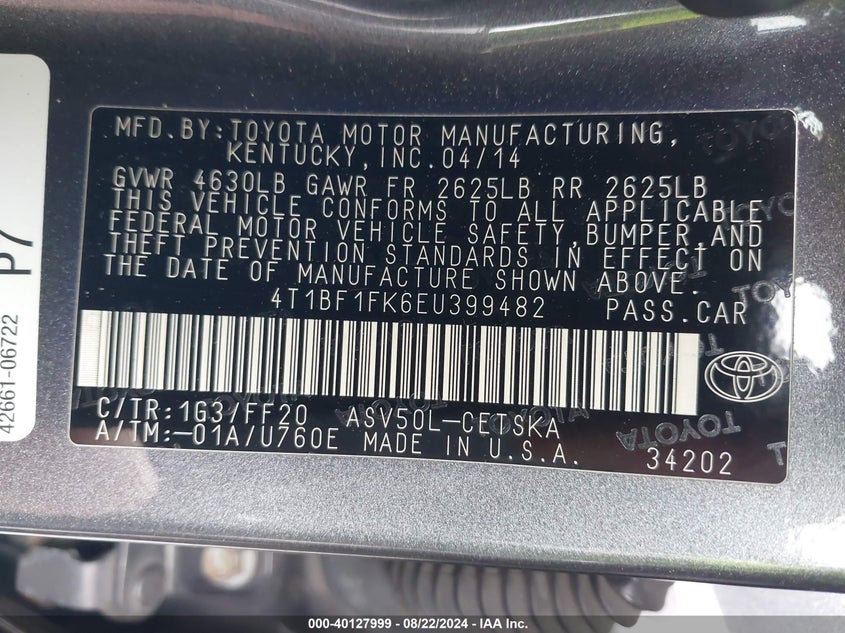 MFD.BY:TOYOTA MOTOR MANUFACTURING,
KENTUCKY,INC.04/14
GVWR 4630LB GAWR FR 2625LB RR 2625LB
THIS VEHICLE CONFORMS TO ALL APPLICABLE
FEDERAL MOTOR VEHICLE SAFETY,BUMPER,AND
THEFT PREVENTION STANDARDS IN EFFECT ON
THE DATE OF MANUFACTURE SHOWN ABOVE.
4T1BF1FK6EU399482 PASS.CAR
C/TR:1G3/FF20 ASV50L-CETSKA
A/TM:-01A/U760E MADE IN U.S.A. 34202
TOYOTA
P7
42661-06722
000-40127999 - 08/22/2024 - IAA Inc.